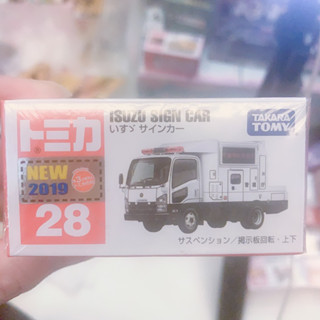 トミカ
NEW
2019
28
ISUZU SIGN CAR
いすゞ サインカー
TAKARA
TOMY
サスペンション／掲示板回転・上下